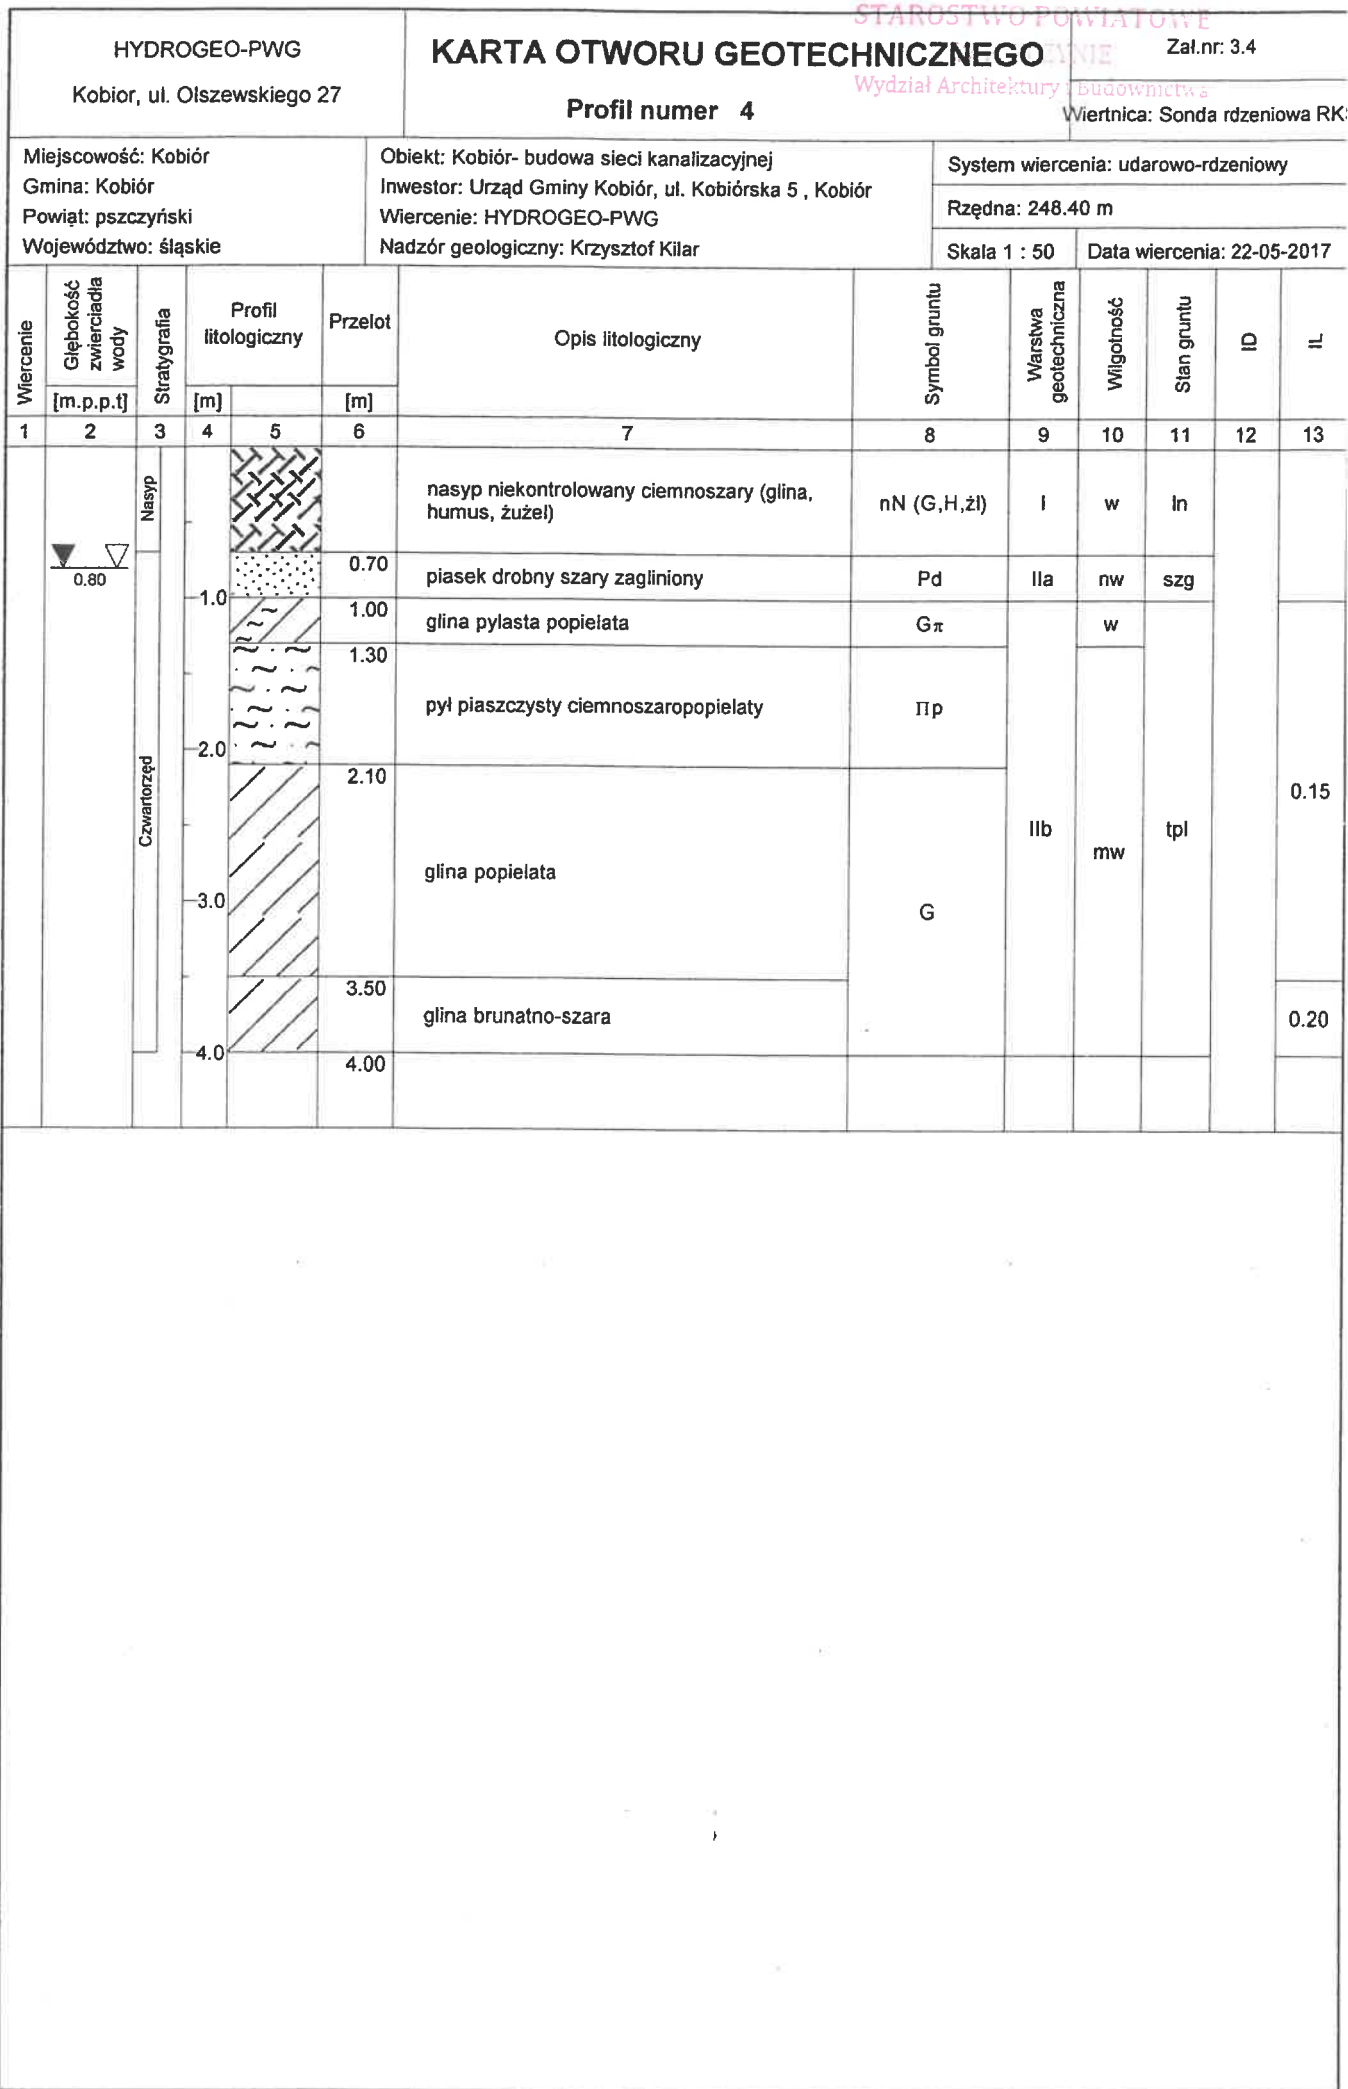 STAROSTWO POWIATOWE
Wydział Architektury i Budownictwa
HYDROGEO-PWG
Kobior, ul. Olszewskiego 27
KARTA OTWORU GEOTECHNICZNEGO
Profil numer 4
Zał.nr: 3.4
Wiertnica: Sonda rdzeniowa RK
Miejscowość: Kobiór
Gmina: Kobiór
Powiat: pszczyński
Województwo: śląskie
Obiekt: Kobiór- budowa sieci kanalizacyjnej
Inwestor: Urząd Gminy Kobiór, ul. Kobiórska 5 , Kobiór
Wiercenie: HYDROGEO-PWG
Nadzór geologiczny: Krzysztof Kilar
System wiercenia: udarowo-rdzeniowy
Rzędna: 248.40 m
Skala 1 : 50 Data wiercenia: 22-05-2017
Wiercenie
Głębokość zwierciadła wody
[m.p.p.t]
Stratygrafia
Profil litologiczny
[m]
Przelot
[m]
Opis litologiczny
Symbol gruntu
Warstwa geotechniczna
Wilgotność
Stan gruntu
ID
IL
1 2 3 4 5 6 7 8 9 10 11 12 13
Nasyp
nasyp niekontrolowany ciemnoszary (glina,
humus, żużel)
nN (G,H,żl) I w ln
0.80
0.70
piasek drobny szary zagliniony Pd IIa nw szg
1.0
1.00
glina pylasta popielata Gπ w
1.30
pył piaszczysty ciemnoszaropopielaty Πp
2.0
2.10
Czwartorzęd
0.15
IIb
tpl
mw
glina popielata
3.0
G
3.50
glina brunatno-szara
0.20
4.0
4.00